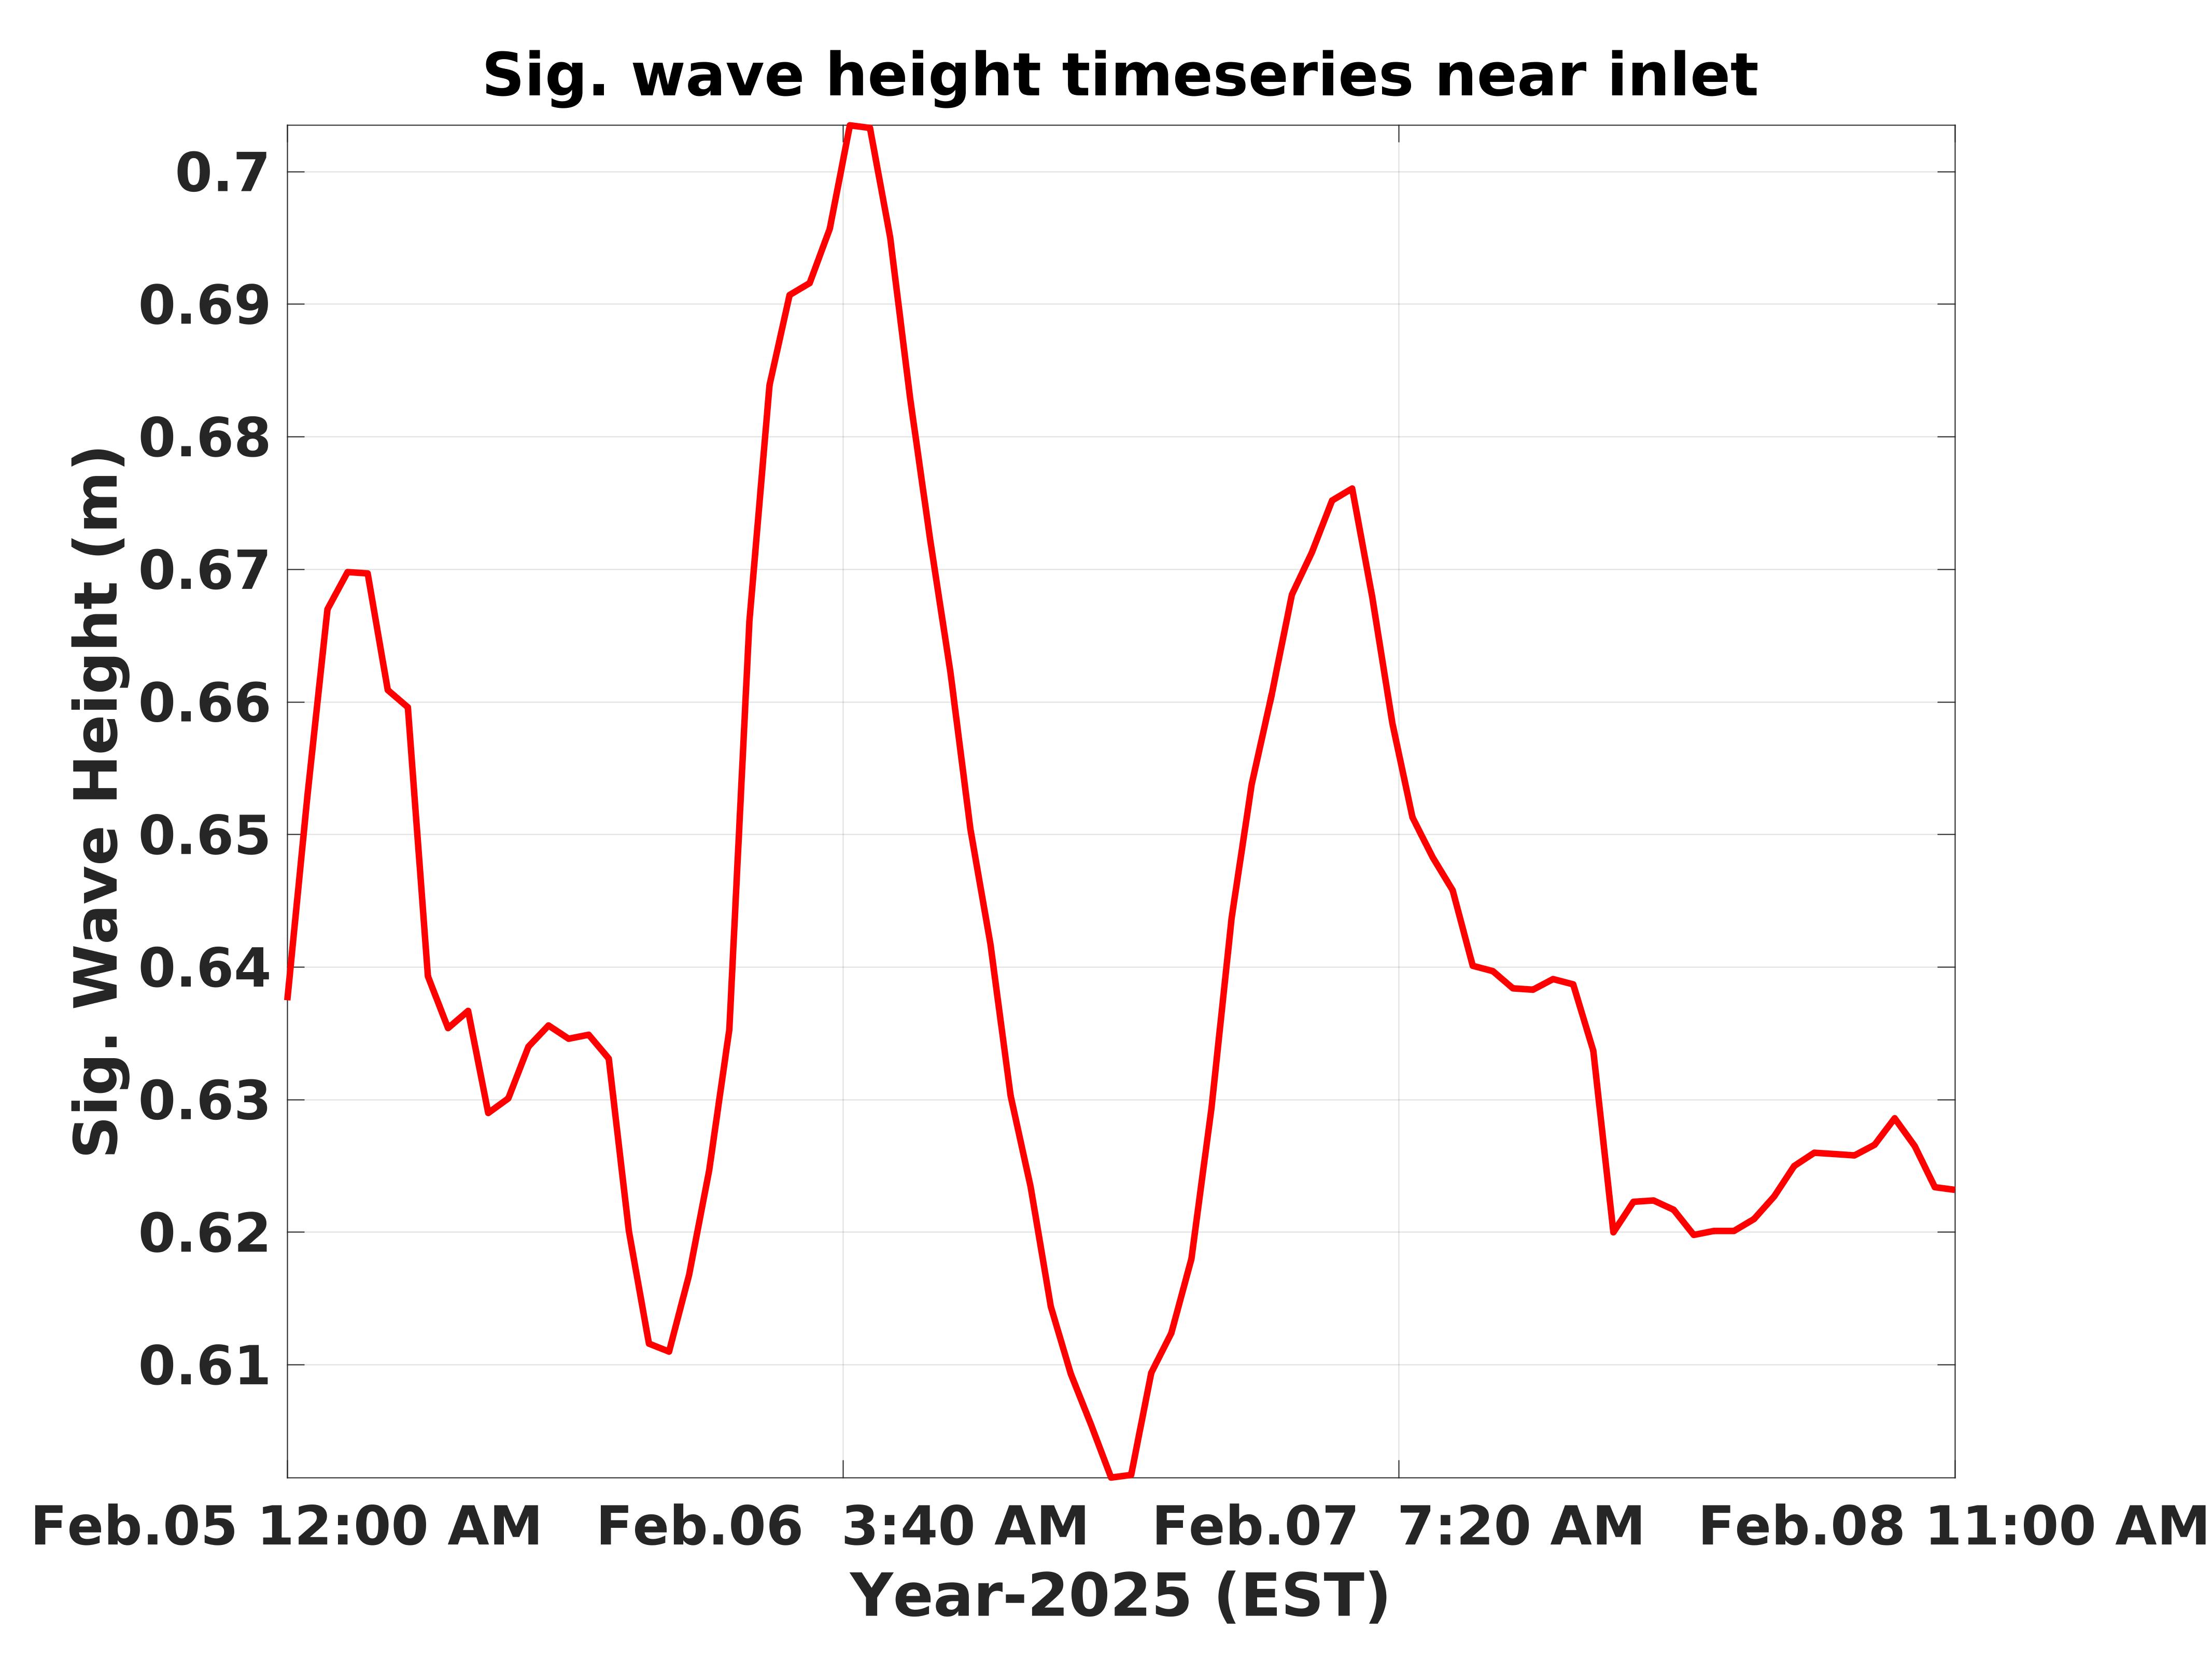 Sig. wave height timeseries near inlet
0.7
0.69
0.68
0.67
0.66
0.65
0.64
0.63
0.62
0.61
Sig. Wave Height (m)
Feb.05 12:00 AM Feb.06 3:40 AM Feb.07 7:20 AM Feb.08 11:00 AM
Year-2025 (EST)